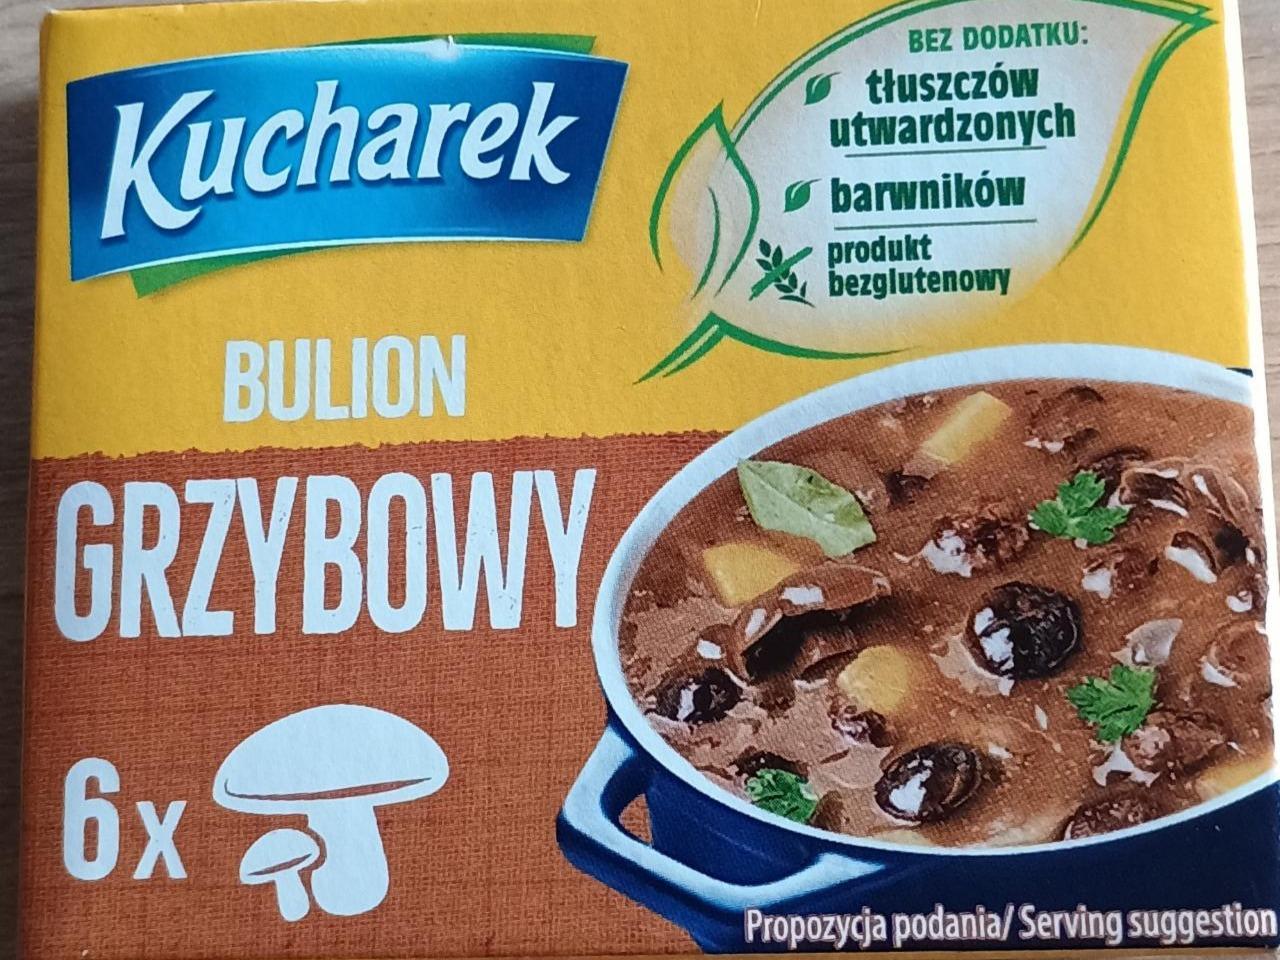 Kucharek
BEZ DODATKU:
tłuszczów
utwardzonych
barwników
produkt
bezglutenowy
BULION
GRZYBOWY
6x
Propozycja podania/ Serving suggestion